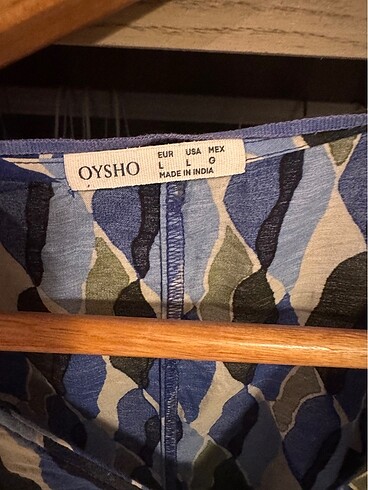 OYSHO
EUR USA MEX
L L G
MADE IN INDIA